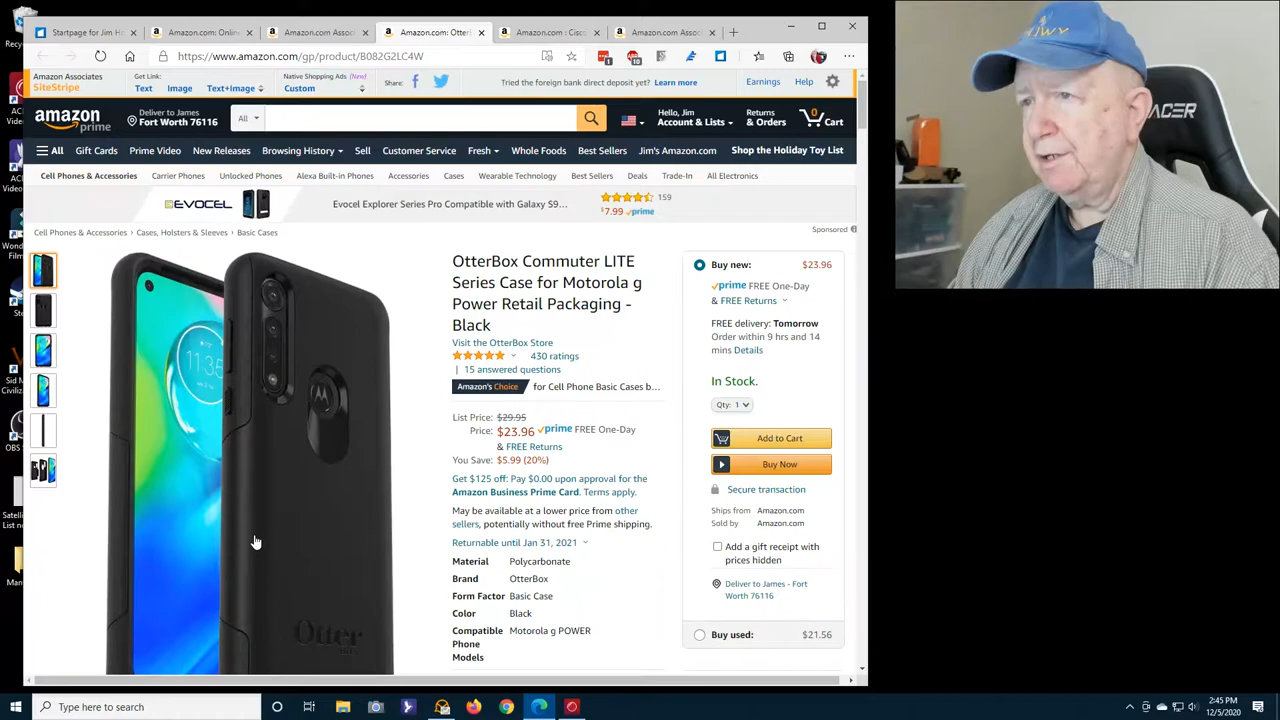 Startpage for Jim H
Amazon.com: Onlin
Amazon.com Assoc
Amazon.com: OtterB
Amazon.com : Cisco
Amazon.com Assoc
https://www.amazon.com/gp/product/B082G2LC4W
Amazon Associates
SiteStripe
Get Link:
Text Image Text+Image
Native Shopping Ads (New)
Custom
Share:
Tried the foreign bank direct deposit yet? Learn more
Earnings Help
amazon
prime
Deliver to James
Fort Worth 76116
All
Hello, Jim
Account & Lists
Returns
& Orders
0
Cart
All Gift Cards Prime Video New Releases Browsing History Sell Customer Service Fresh Whole Foods Best Sellers Jim's Amazon.com Shop the Holiday Toy List
Cell Phones & Accessories Carrier Phones Unlocked Phones Alexa Built-in Phones Accessories Cases Wearable Technology Best Sellers Deals Trade-In All Electronics
EVOCEL
Evocel Explorer Series Pro Compatible with Galaxy S9...
159
$7.99 prime
Cell Phones & Accessories › Cases, Holsters & Sleeves › Basic Cases
Sponsored
OtterBox Commuter LITE
Series Case for Motorola g
Power Retail Packaging -
Black
Visit the OtterBox Store
430 ratings
| 15 answered questions
Amazon's Choice for Cell Phone Basic Cases b...
List Price: $29.95
Price: $23.96 prime FREE One-Day
& FREE Returns
You Save: $5.99 (20%)
Get $125 off: Pay $0.00 upon approval for the
Amazon Business Prime Card. Terms apply.
May be available at a lower price from other
sellers, potentially without free Prime shipping.
Returnable until Jan 31, 2021
Material Polycarbonate
Brand OtterBox
Form Factor Basic Case
Color Black
Compatible Motorola g POWER
Phone
Models
Buy new: $23.96
prime FREE One-Day
& FREE Returns
FREE delivery: Tomorrow
Order within 9 hrs and 14
mins Details
In Stock.
Qty: 1
Add to Cart
Buy Now
Secure transaction
Ships from Amazon.com
Sold by Amazon.com
Add a gift receipt with
prices hidden
Deliver to James - Fort
Worth 76116
Buy used: $21.56
11:35
Otter
Type here to search
2:45 PM
12/5/2020